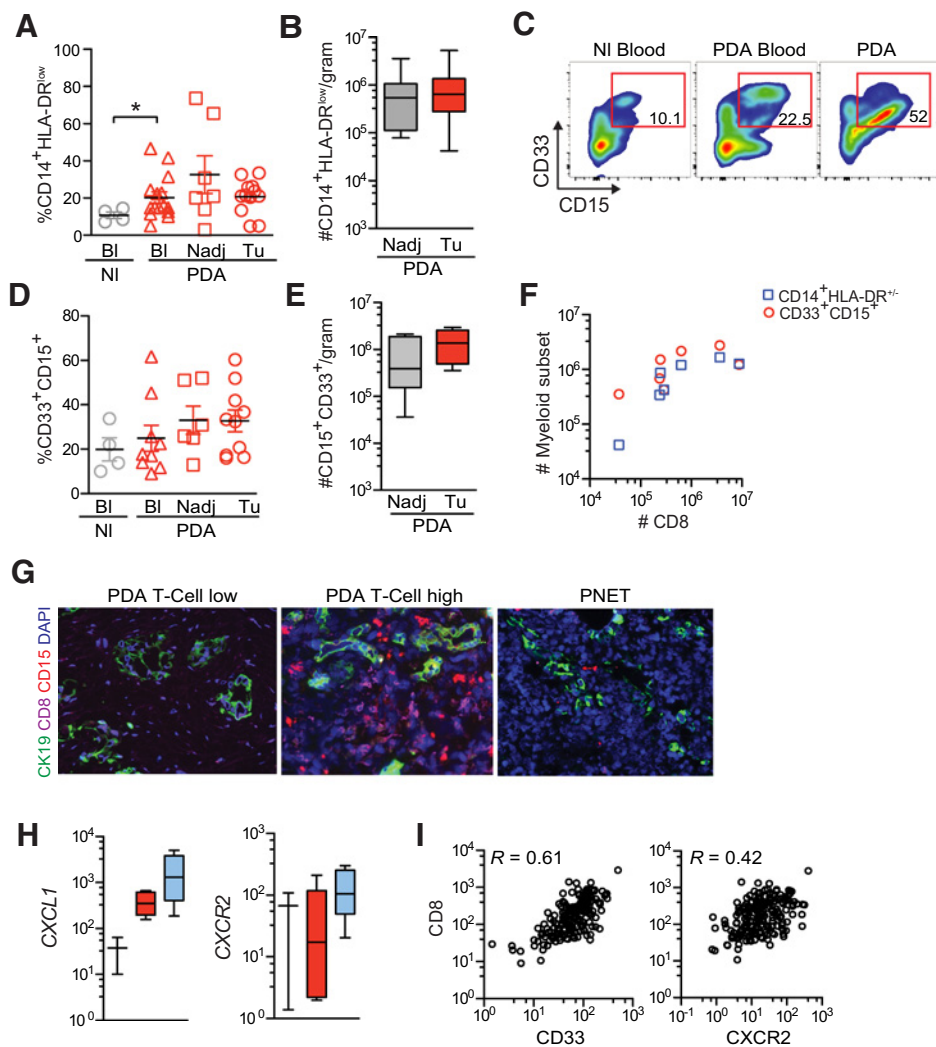 A
%CD14+HLA-DRlow
100
80
60
40
20
0
*
Bl Bl Nadj Tu
NI PDA
B
#CD14+HLA-DRlow/gram
10^7
10^6
10^5
10^4
10^3
Nadj Tu
PDA
C
NI Blood PDA Blood PDA
10.1 22.5 52
CD33
CD15
D
%CD33+CD15+
80
60
40
20
0
Bl Bl Nadj Tu
NI PDA
E
#CD15+CD33+/gram
10^7
10^6
10^5
10^4
10^3
Nadj Tu
PDA
F
CD14+HLA-DR+/-
CD33+CD15+
# Myeloid subset
10^7
10^6
10^5
10^4
10^4 10^5 10^6 10^7
# CD8
G
PDA T-Cell low PDA T-Cell high PNET
CK19 CD8 CD15 DAPI
H
CXCL1
10^4
10^3
10^2
10^1
10^0
CXCR2
10^3
10^2
10^1
10^0
I
R = 0.61
CD8
10^4
10^3
10^2
10^1
10^0
10^0 10^1 10^2 10^3
CD33
R = 0.42
10^4
10^3
10^2
10^1
10^0
10^-1 10^0 10^1 10^2 10^3
CXCR2